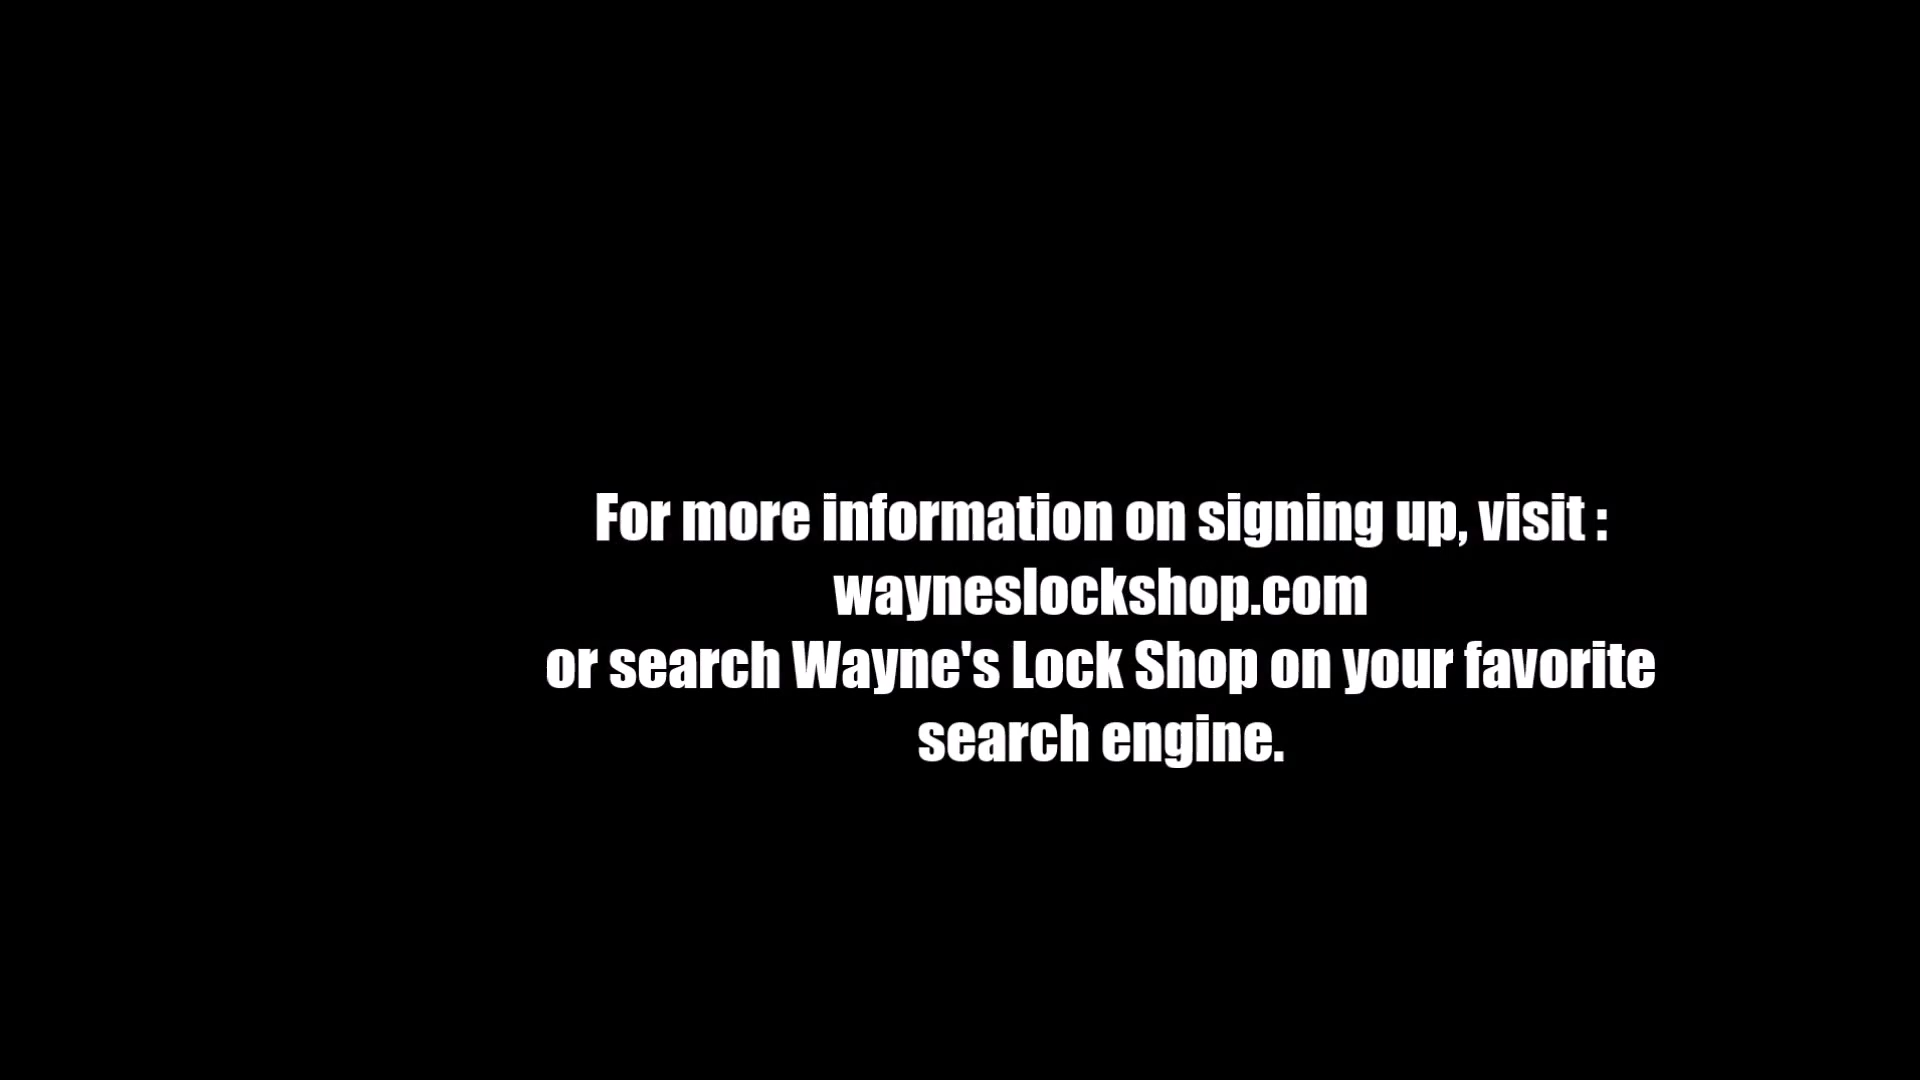 For more information on signing up, visit :
wayneslockshop.com
or search Wayne's Lock Shop on your favorite
search engine.